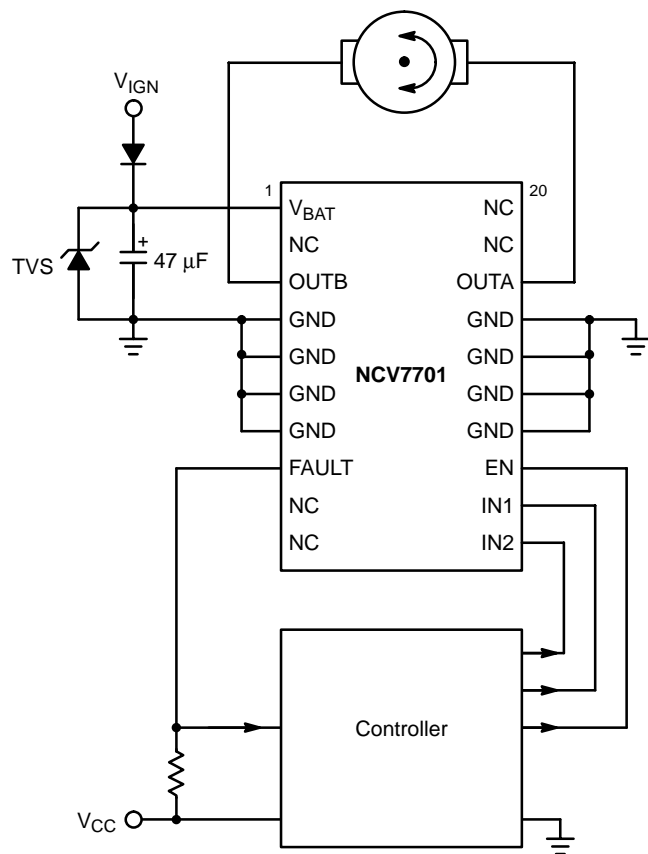 V_IGN
1
20
V_BAT
NC
NC
NC
TVS
+
47 μF
OUTB
OUTA
GND
GND
GND
GND
NCV7701
GND
GND
GND
GND
FAULT
EN
NC
IN1
NC
IN2
Controller
V_CC